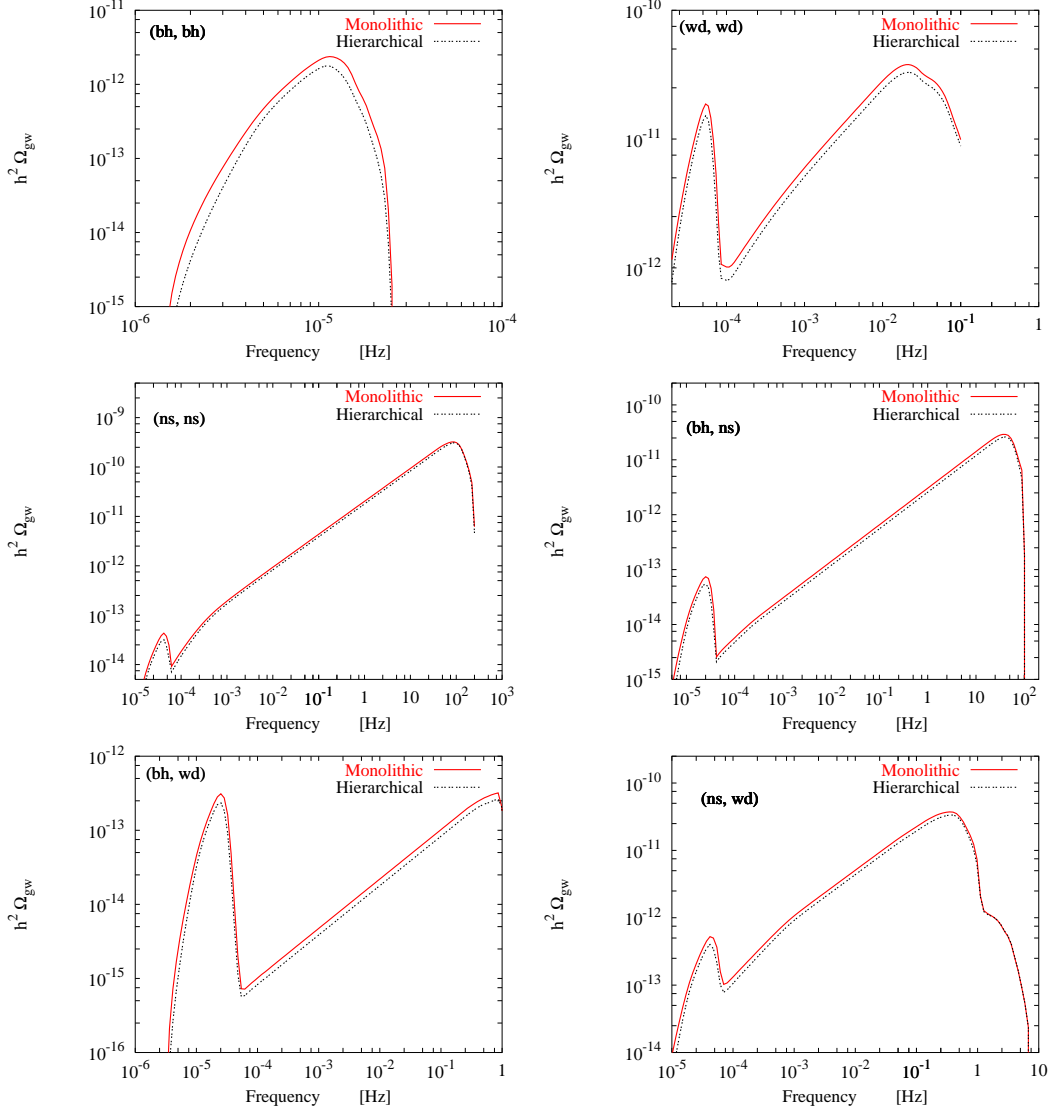 (bh, bh)
Monolithic
Hierarchical
10^-11
10^-12
10^-13
10^-14
10^-15
h^2 Ω_gw
10^-6 10^-5 10^-4
Frequency [Hz]
(wd, wd)
Monolithic
Hierarchical
10^-10
10^-11
10^-12
h^2 Ω_gw
10^-4 10^-3 10^-2 10^-1 1
Frequency [Hz]
(ns, ns)
Monolithic
Hierarchical
10^-9
10^-10
10^-11
10^-12
10^-13
10^-14
h^2 Ω_gw
10^-5 10^-4 10^-3 10^-2 10^-1 1 10 10^2 10^3
Frequency [Hz]
(bh, ns)
Monolithic
Hierarchical
10^-10
10^-11
10^-12
10^-13
10^-14
10^-15
h^2 Ω_gw
10^-5 10^-4 10^-3 10^-2 10^-1 1 10 10^2
Frequency [Hz]
(bh, wd)
Monolithic
Hierarchical
10^-12
10^-13
10^-14
10^-15
10^-16
h^2 Ω_gw
10^-6 10^-5 10^-4 10^-3 10^-2 10^-1 1
Frequency [Hz]
(ns, wd)
Monolithic
Hierarchical
10^-10
10^-11
10^-12
10^-13
10^-14
h^2 Ω_gw
10^-5 10^-4 10^-3 10^-2 10^-1 1 10
Frequency [Hz]